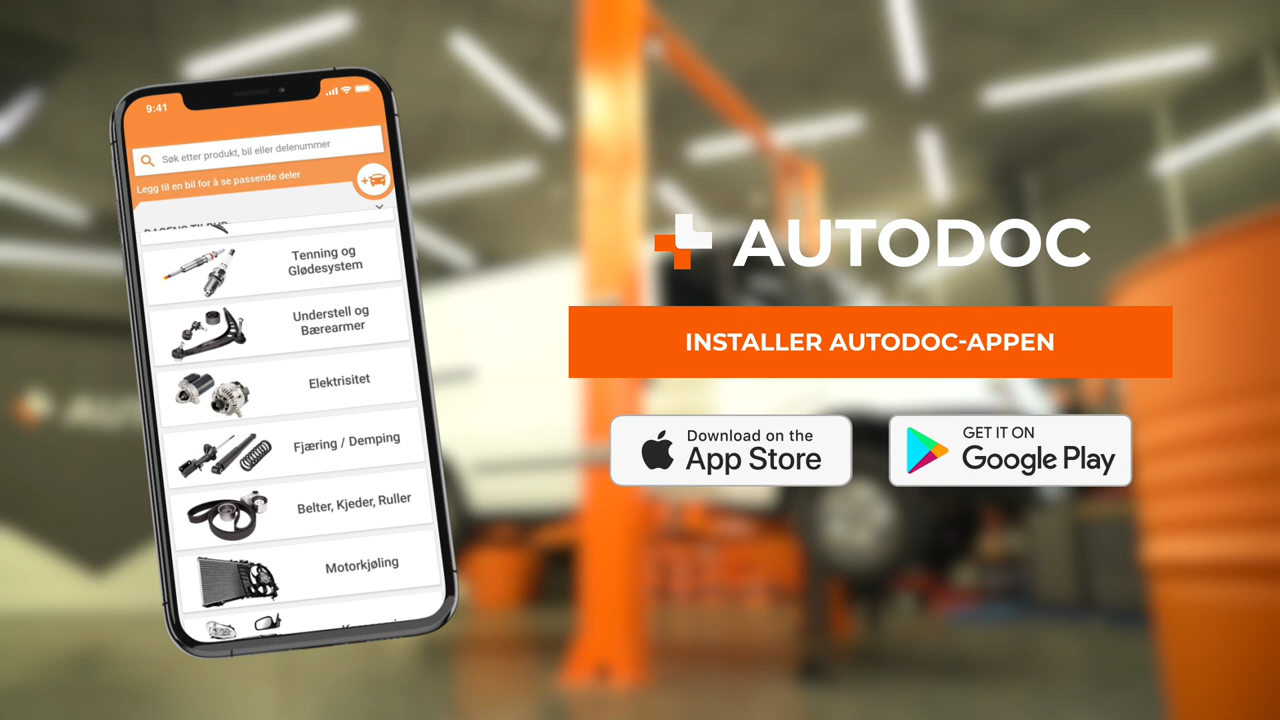 9:41
Søk etter produkt, bil eller delenummer
Legg til en bil for å se passende deler
Tenning og
Glødesystem
Understell og
Bærearmer
Elektrisitet
Fjæring / Demping
Belter, Kjeder, Ruller
Motorkjøling
AUTODOC
INSTALLER AUTODOC-APPEN
Download on the
App Store
GET IT ON
Google Play